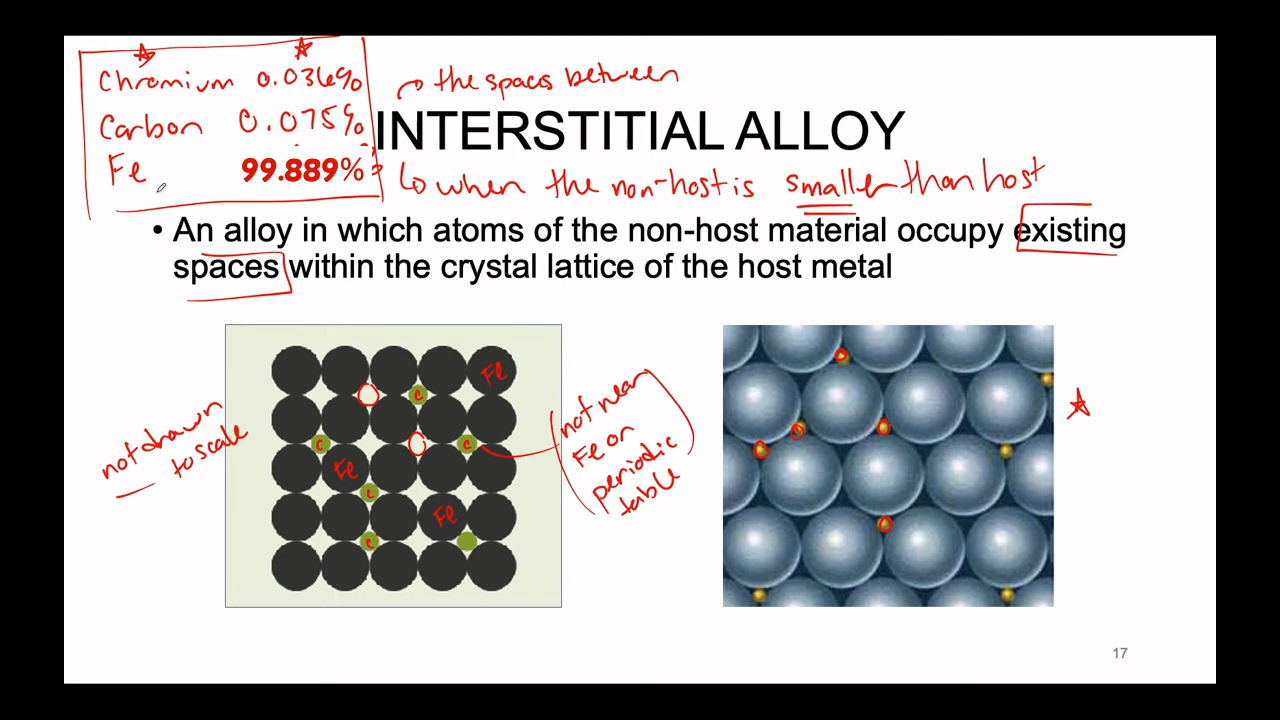 Chromium 0.036%
Carbon 0.075%
Fe 99.889%
the spaces between
INTERSTITIAL ALLOY
when the non-host is smaller than host
• An alloy in which atoms of the non-host material occupy existing
spaces within the crystal lattice of the host metal
Fe
C
C
C
Fe
C
Fe
C
not drawn
to scale
not near
Fe on
periodic
table
17